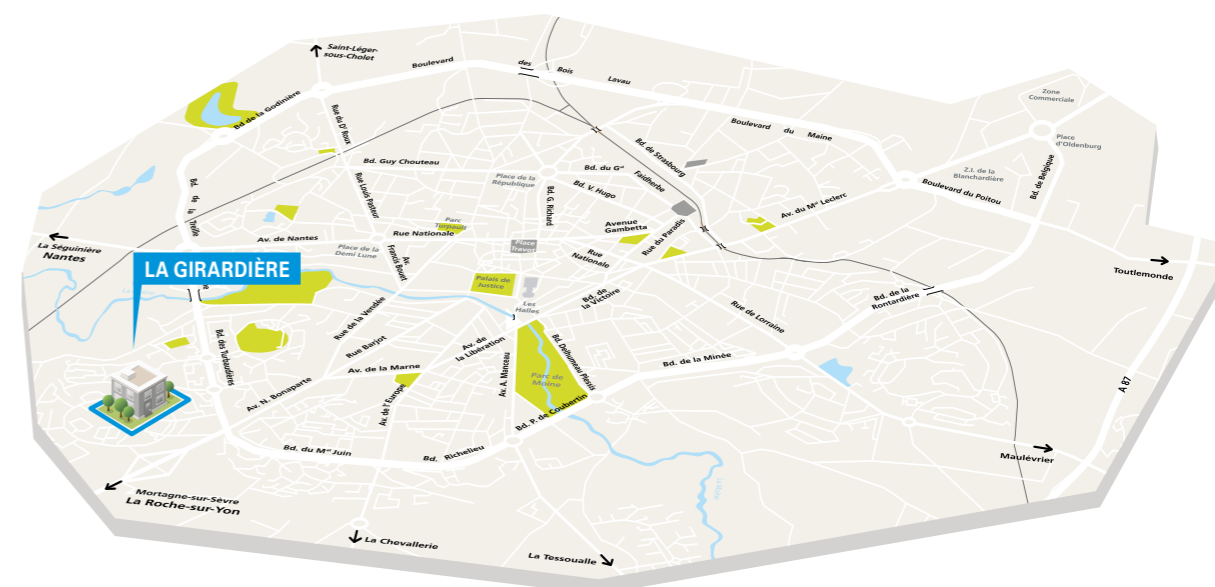 Saint-Léger-
sous-Cholet
Boulevard
des
Bois
Lavau
Zone
Commerciale
Bd de la Godinière
Rue du Dr Roux
Boulevard du Maine
Place
d'Oldenburg
Bd. de Strasbourg
Bd. Guy Chouteau
Bd. du Gal
Faidherbe
Place de la
République
Z.I. de la
Blanchardière
Bd. de Belgique
Boulevard du Poitou
Bd. V. Hugo
Bd. G. Richard
Rue Louis Pasteur
Bd.
de
la
Treille
Av. du Mal Leclerc
Parc
Turpault
Avenue
Gambetta
Rue du Paradis
Rue Nationale
Av. de Nantes
Place de la
Demi Lune
Place
Travot
Rue
Nationale
La Séguinière
Nantes
Av.
Francis Bouet
Toutlemonde
LA GIRARDIÈRE
Palais de
Justice
Les
Halles
Bd. de
la Victoire
Bd. de la
Rontardière
Rue de Lorraine
Rue de la Vendée
Rue Barjot
Bd. des Turbaudières
Av. de
la Libération
Bd. Delhumeau Plessis
Bd. de la Minée
Av. de la Marne
Av. A. Manceau
Parc de
Moine
A 87
Av. N. Bonaparte
Av. de l'Europe
Bd. P. de Coubertin
Bd. du Mal Juin
Bd. Richelieu
Maulévrier
Mortagne-sur-Sèvre
La Roche-sur-Yon
La Chevallerie
La Tessoualle